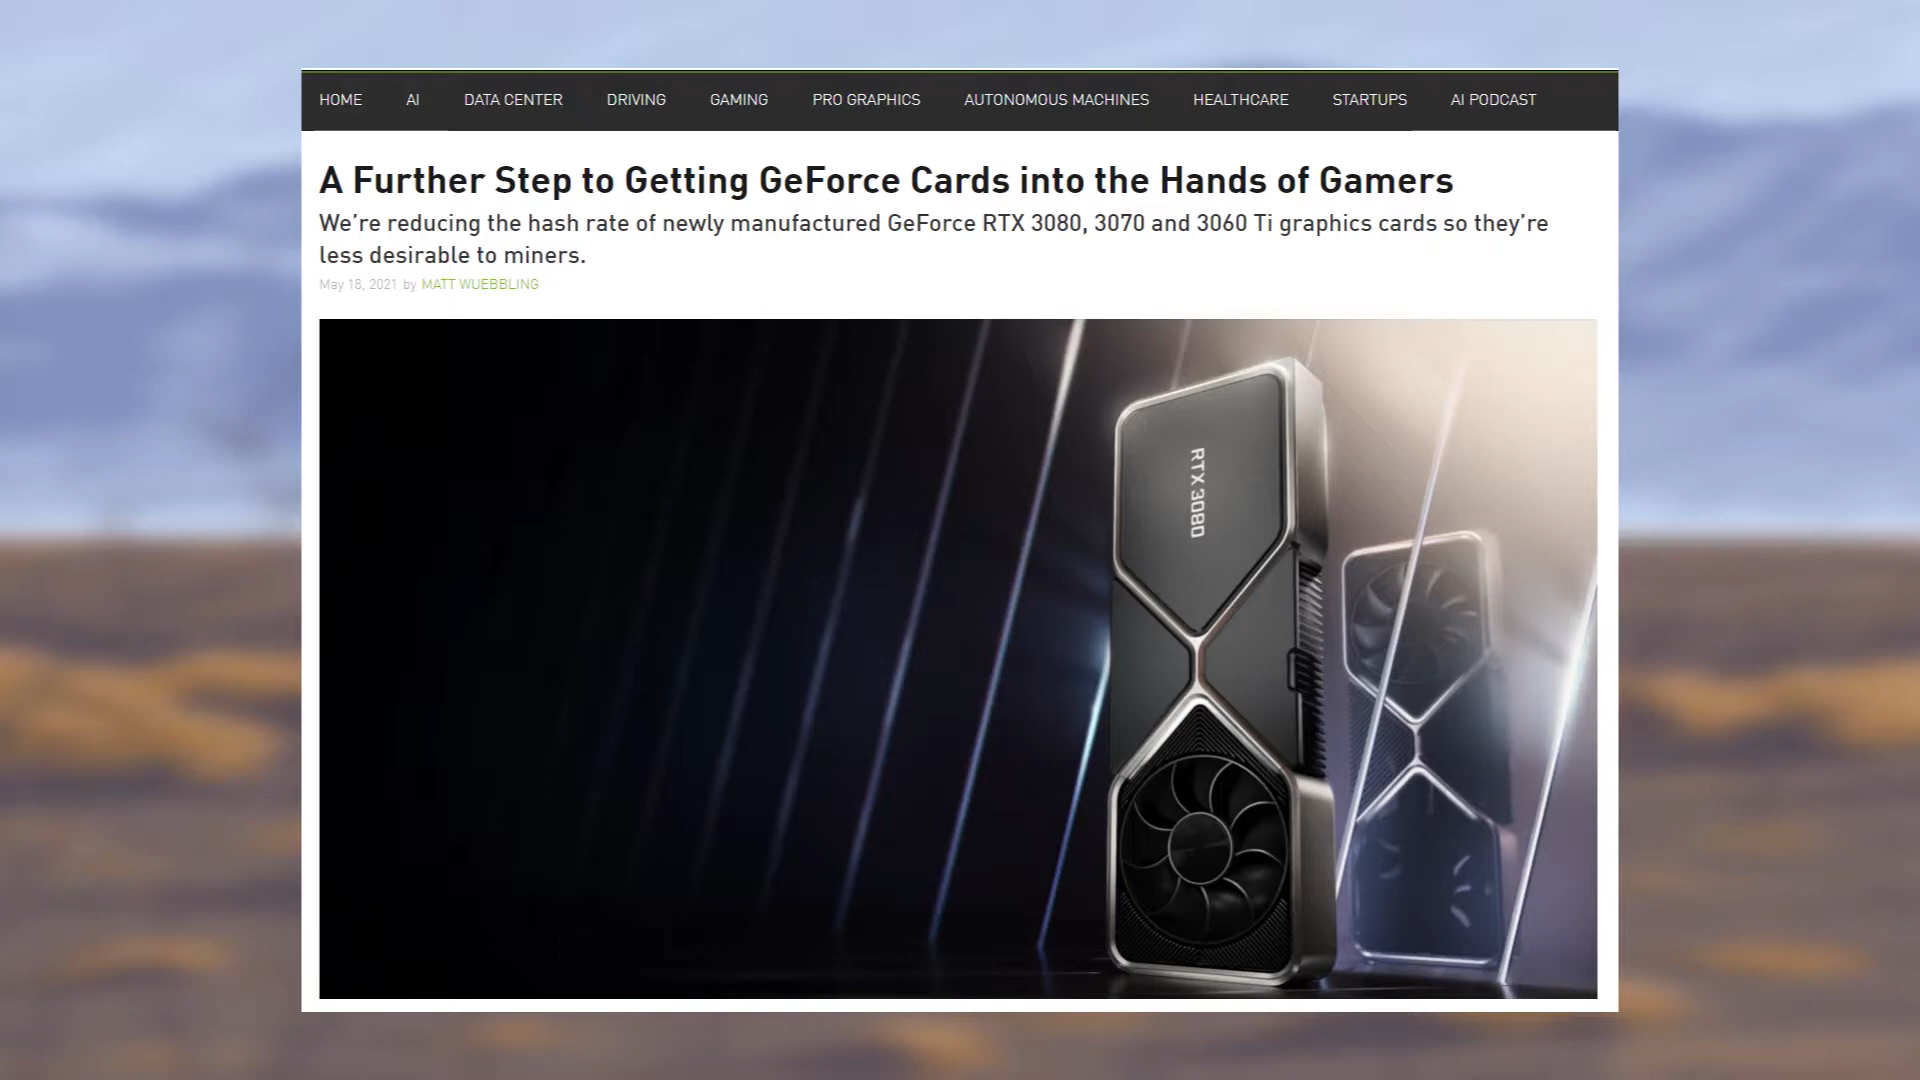 HOME AI DATA CENTER DRIVING GAMING PRO GRAPHICS AUTONOMOUS MACHINES HEALTHCARE STARTUPS AI PODCAST
A Further Step to Getting GeForce Cards into the Hands of Gamers
We're reducing the hash rate of newly manufactured GeForce RTX 3080, 3070 and 3060 Ti graphics cards so they're
less desirable to miners.
May 18, 2021 by MATT WUEBBLING
RTX 3080